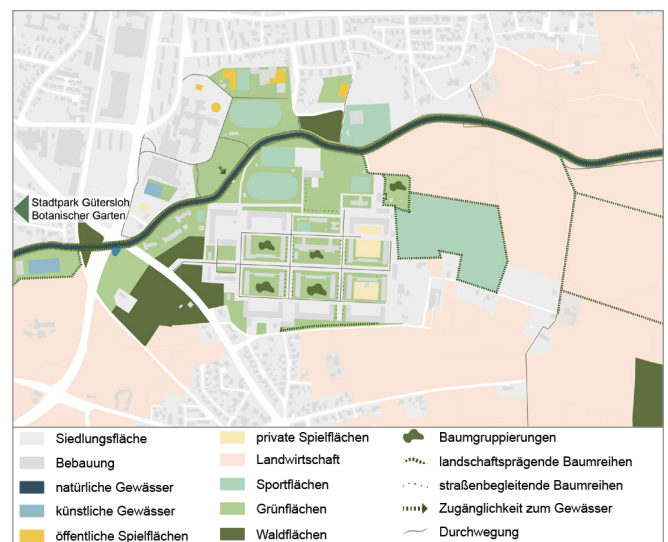 Stadtpark Gütersloh
Botanischer Garten
Siedlungsfläche
Bebauung
natürliche Gewässer
künstliche Gewässer
öffentliche Spielflächen
private Spielflächen
Landwirtschaft
Sportflächen
Grünflächen
Waldflächen
Baumgruppierungen
landschaftsprägende Baumreihen
straßenbegleitende Baumreihen
Zugänglichkeit zum Gewässer
Durchwegung